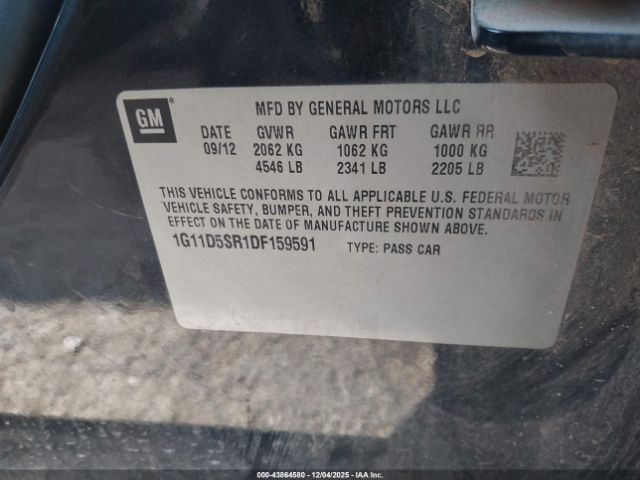 GM
MFD BY GENERAL MOTORS LLC
DATE GVWR GAWR FRT GAWR RR
09/12 2062 KG 1062 KG 1000 KG
4546 LB 2341 LB 2205 LB
THIS VEHICLE CONFORMS TO ALL APPLICABLE U.S. FEDERAL MOTOR
VEHICLE SAFETY, BUMPER, AND THEFT PREVENTION STANDARDS IN
EFFECT ON THE DATE OF MANUFACTURE SHOWN ABOVE.
1G11D5SR1DF159591 TYPE: PASS CAR
000-43864580 - 12/04/2025 - IAAI, Inc.